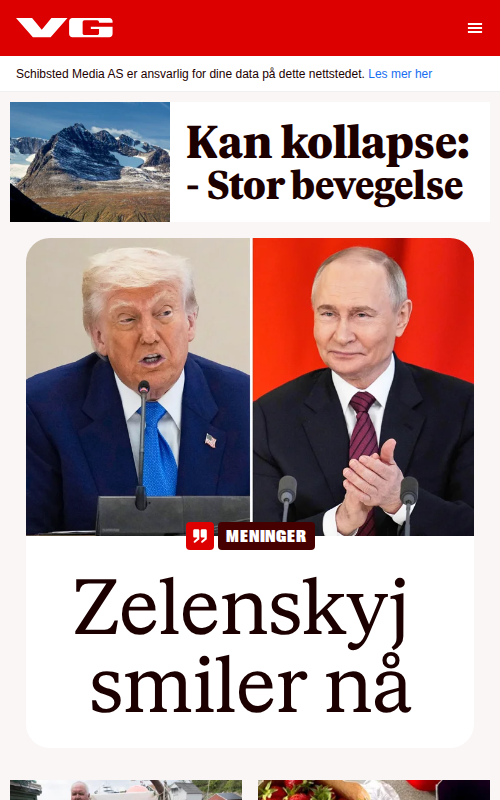 VG
Schibsted Media AS er ansvarlig for dine data på dette nettstedet. Les mer her
Kan kollapse:
- Stor bevegelse
MENINGER
Zelenskyj
smiler nå